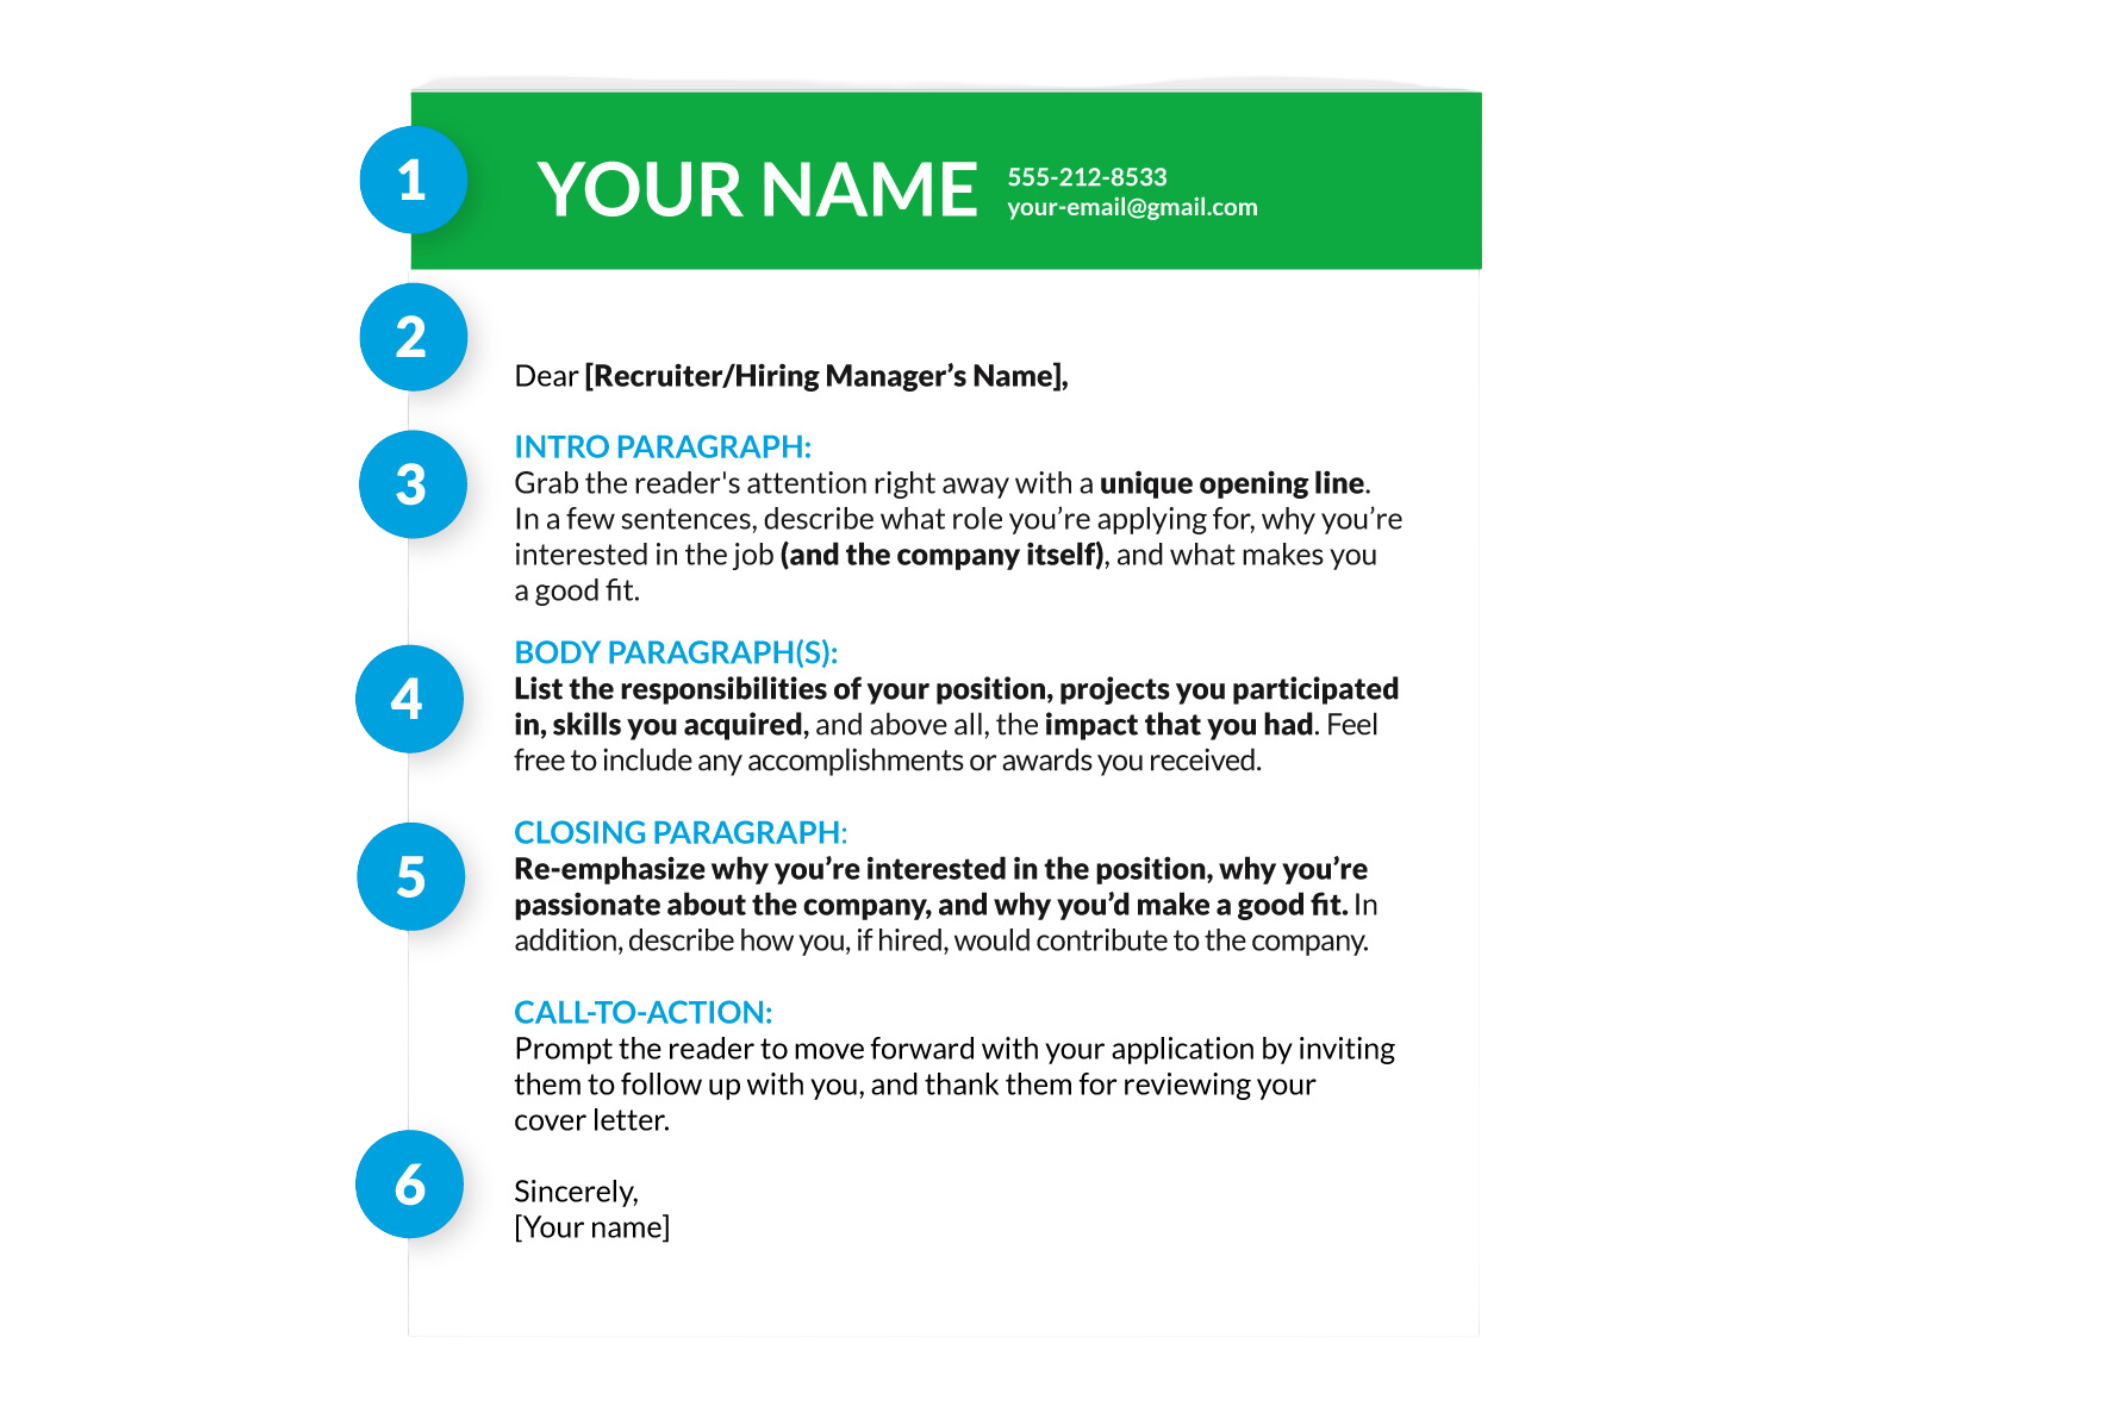 1
YOUR NAME
555-212-8533
your-email@gmail.com
2
Dear [Recruiter/Hiring Manager’s Name],
3
INTRO PARAGRAPH:
Grab the reader's attention right away with a unique opening line.
In a few sentences, describe what role you’re applying for, why you’re
interested in the job (and the company itself), and what makes you
a good fit.
4
BODY PARAGRAPH(S):
List the responsibilities of your position, projects you participated
in, skills you acquired, and above all, the impact that you had. Feel
free to include any accomplishments or awards you received.
5
CLOSING PARAGRAPH:
Re-emphasize why you’re interested in the position, why you’re
passionate about the company, and why you’d make a good fit. In
addition, describe how you, if hired, would contribute to the company.
CALL-TO-ACTION:
Prompt the reader to move forward with your application by inviting
them to follow up with you, and thank them for reviewing your
cover letter.
6
Sincerely,
[Your name]